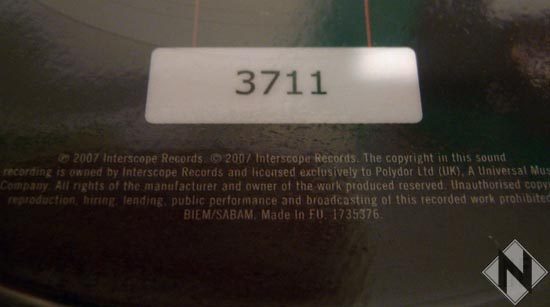 3711
℗ 2007 Interscope Records. © 2007 Interscope Records. The copyright in this sound
recording is owned by Interscope Records and licensed exclusively to Polydor Ltd (UK), A Universal Mus
Company. All rights of the manufacturer and owner of the work produced reserved. Unauthorised copy
reproduction, hiring, lending, public performance and broadcasting of this recorded work prohibited
BIEM/SABAM. Made In EU. 1735376.
N